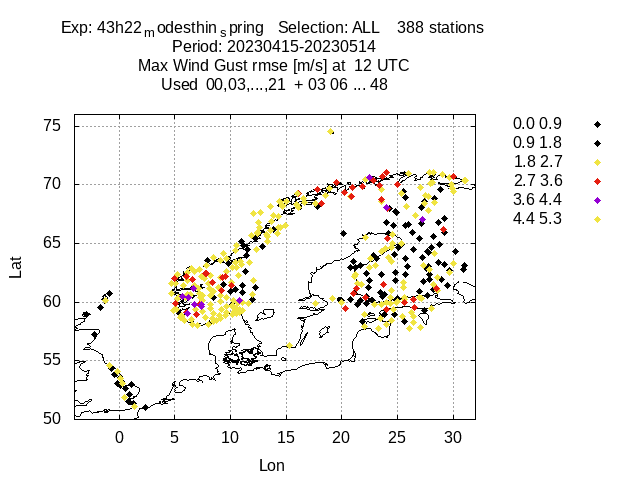 Exp: 43h22modesthinspring Selection: ALL 388 stations
Period: 20230415-20230514
Max Wind Gust rmse [m/s] at 12 UTC
Used 00,03,...,21 + 03 06 ... 48
0.0 0.9
0.9 1.8
1.8 2.7
2.7 3.6
3.6 4.4
4.4 5.3
75
70
65
60
55
50
Lat
0 5 10 15 20 25 30
Lon